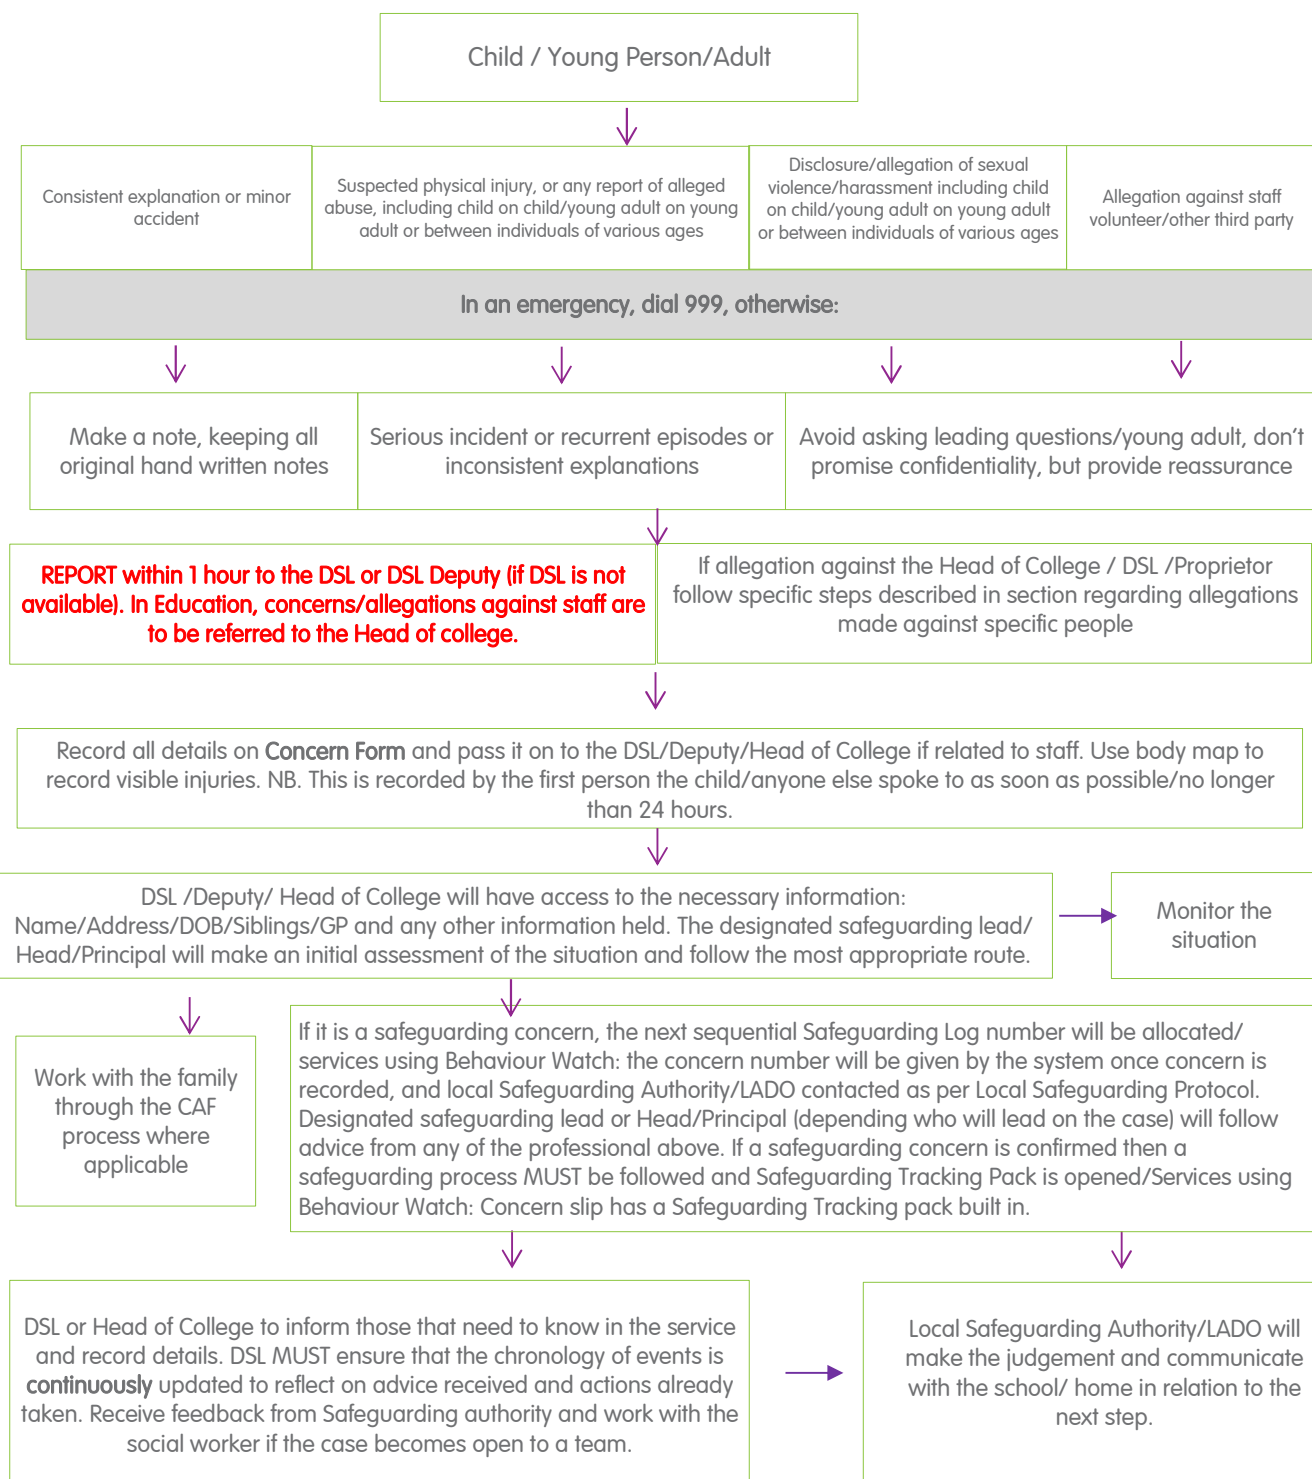 Child / Young Person/Adult
Consistent explanation or minor
accident
Suspected physical injury, or any report of alleged
abuse, including child on child/young adult on young
adult or between individuals of various ages
Disclosure/allegation of sexual
violence/harassment including child
on child/young adult on young adult
or between individuals of various ages
Allegation against staff
volunteer/other third party
In an emergency, dial 999, otherwise:
Make a note, keeping all
original hand written notes
Serious incident or recurrent episodes or
inconsistent explanations
Avoid asking leading questions/young adult, don't
promise confidentiality, but provide reassurance
REPORT within 1 hour to the DSL or DSL Deputy (if DSL is not
available). In Education, concerns/allegations against staff are
to be referred to the Head of college.
If allegation against the Head of College / DSL /Proprietor
follow specific steps described in section regarding allegations
made against specific people
Record all details on Concern Form and pass it on to the DSL/Deputy/Head of College if related to staff. Use body map to
record visible injuries. NB. This is recorded by the first person the child/anyone else spoke to as soon as possible/no longer
than 24 hours.
DSL /Deputy/ Head of College will have access to the necessary information:
Name/Address/DOB/Siblings/GP and any other information held. The designated safeguarding lead/
Head/Principal will make an initial assessment of the situation and follow the most appropriate route.
Monitor the
situation
Work with the family
through the CAF
process where
applicable
If it is a safeguarding concern, the next sequential Safeguarding Log number will be allocated/
services using Behaviour Watch: the concern number will be given by the system once concern is
recorded, and local Safeguarding Authority/LADO contacted as per Local Safeguarding Protocol.
Designated safeguarding lead or Head/Principal (depending who will lead on the case) will follow
advice from any of the professional above. If a safeguarding concern is confirmed then a
safeguarding process MUST be followed and Safeguarding Tracking Pack is opened/Services using
Behaviour Watch: Concern slip has a Safeguarding Tracking pack built in.
DSL or Head of College to inform those that need to know in the service
and record details. DSL MUST ensure that the chronology of events is
continuously updated to reflect on advice received and actions already
taken. Receive feedback from Safeguarding authority and work with the
social worker if the case becomes open to a team.
Local Safeguarding Authority/LADO will
make the judgement and communicate
with the school/ home in relation to the
next step.